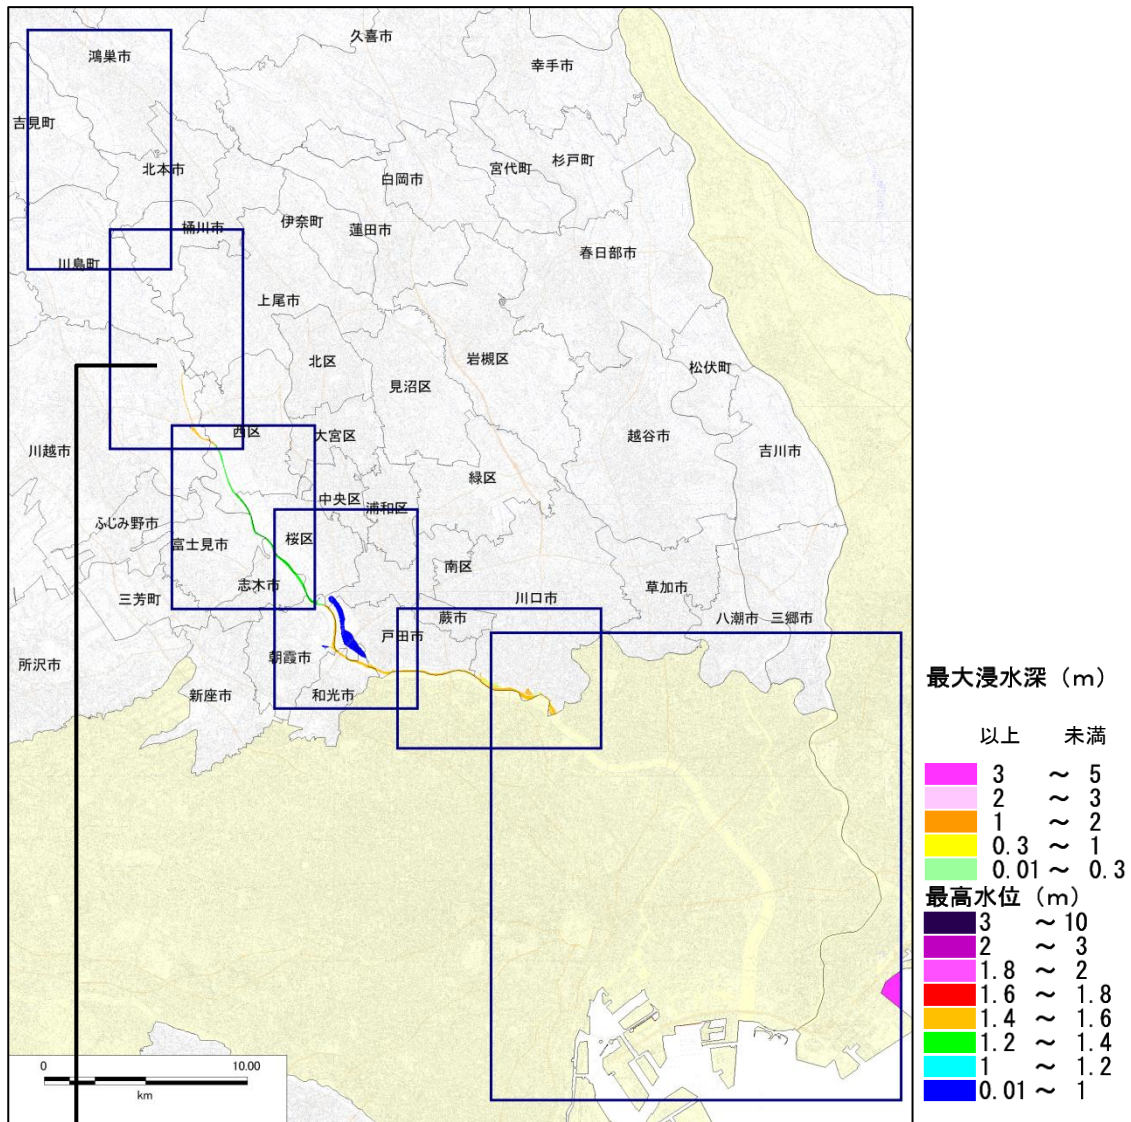 久喜市
鴻巣市
幸手市
吉見町
北本市
白岡市
宮代町
杉戸町
桶川市
伊奈町
蓮田市
春日部市
川島町
上尾市
北区
見沼区
岩槻区
松伏町
川越市
西区
大宮区
越谷市
吉川市
中央区
浦和区
緑区
ふじみ野市
富士見市
桜区
南区
三芳町
志木市
川口市
草加市
蕨市
八潮市
三郷市
戸田市
所沢市
朝霞市
新座市
和光市
最大浸水深（m）
以上 未満
3 ～ 5
2 ～ 3
1 ～ 2
0.3 ～ 1
0.01 ～ 0.3
最高水位（m）
3 ～ 10
2 ～ 3
1.8 ～ 2
1.6 ～ 1.8
1.4 ～ 1.6
1.2 ～ 1.4
1 ～ 1.2
0.01 ～ 1
0 10.00
km